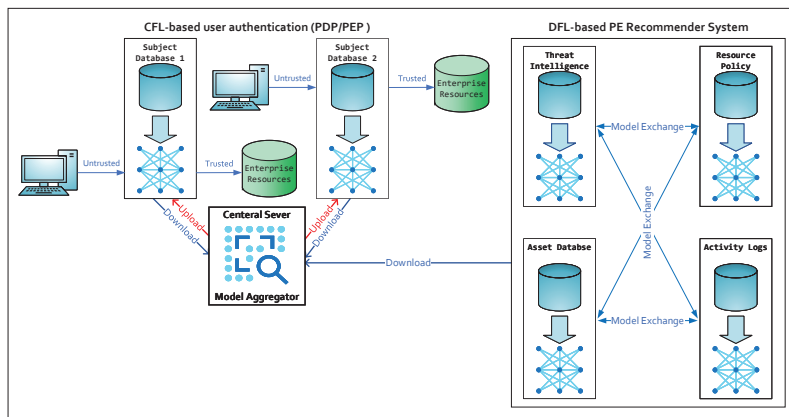 CFL-based user authentication (PDP/PEP )
DFL-based PE Recommender System
Subject
Database 1
Subject
Database 2
Untrusted
Trusted
Enterprise
Resources
Untrusted
Trusted
Enterprise
Resources
Upload
Download
Upload
Download
Centeral Sever
Model Aggregator
Download
Threat
Intelligence
Resource
Policy
Model Exchange
Model Exchange
Asset Databse
Activity Logs
Model Exchange